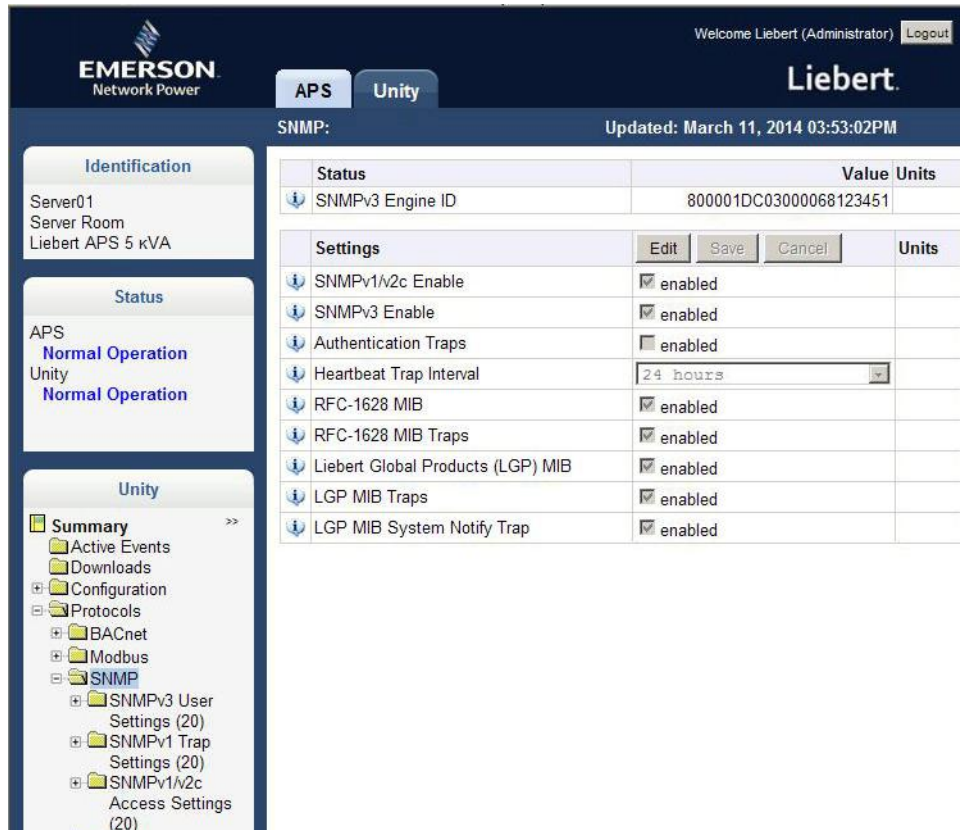 Welcome Liebert (Administrator) Logout
EMERSON
Network Power
APS Unity
Liebert.
SNMP: Updated: March 11, 2014 03:53:02PM
Identification
Server01
Server Room
Liebert APS 5 κVA
Status
APS
Normal Operation
Unity
Normal Operation
Unity
Summary >>
Active Events
Downloads
Configuration
Protocols
BACnet
Modbus
SNMP
SNMPv3 User
Settings (20)
SNMPv1 Trap
Settings (20)
SNMPv1/v2c
Access Settings
(20)
Status Value Units
SNMPv3 Engine ID 800001DC03000068123451
Settings Edit Save Cancel Units
SNMPv1/v2c Enable enabled
SNMPv3 Enable enabled
Authentication Traps enabled
Heartbeat Trap Interval 24 hours
RFC-1628 MIB enabled
RFC-1628 MIB Traps enabled
Liebert Global Products (LGP) MIB enabled
LGP MIB Traps enabled
LGP MIB System Notify Trap enabled